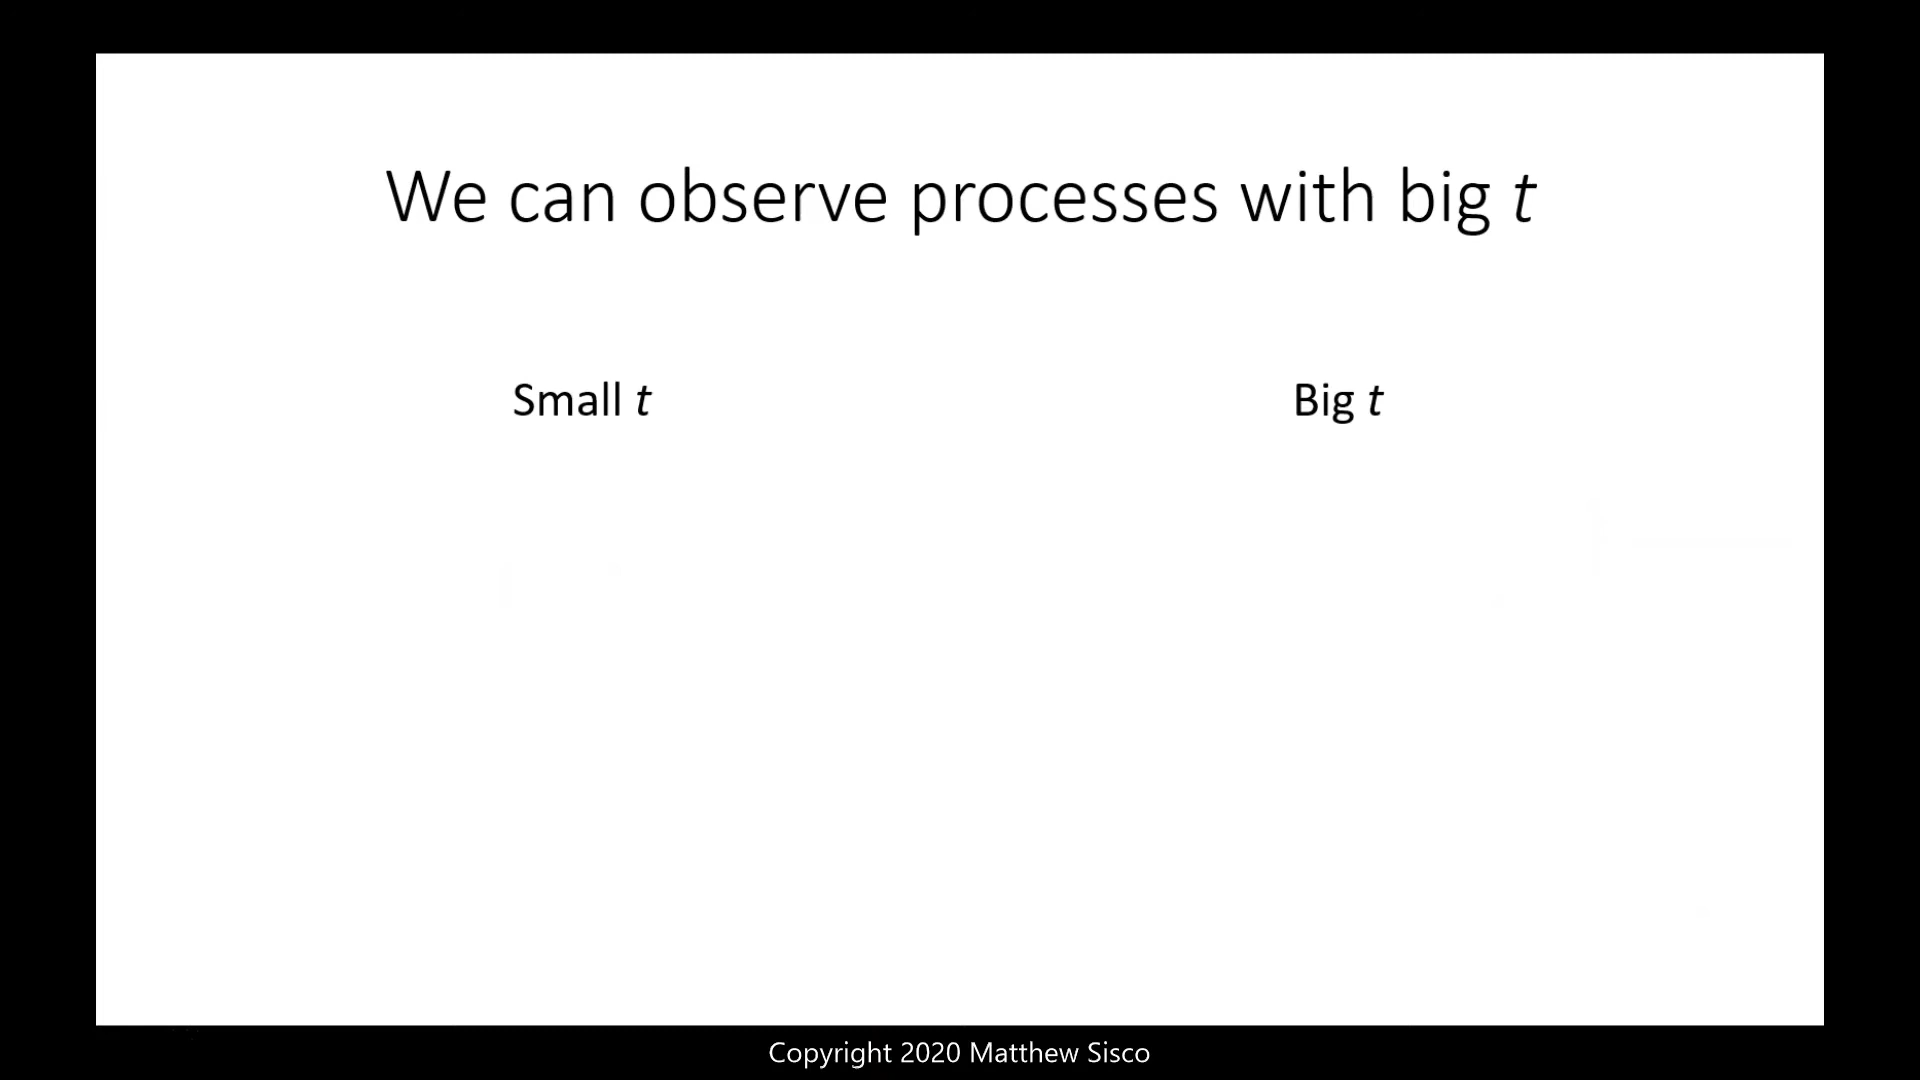 We can observe processes with big t
Small t
Big t
Copyright 2020 Matthew Sisco